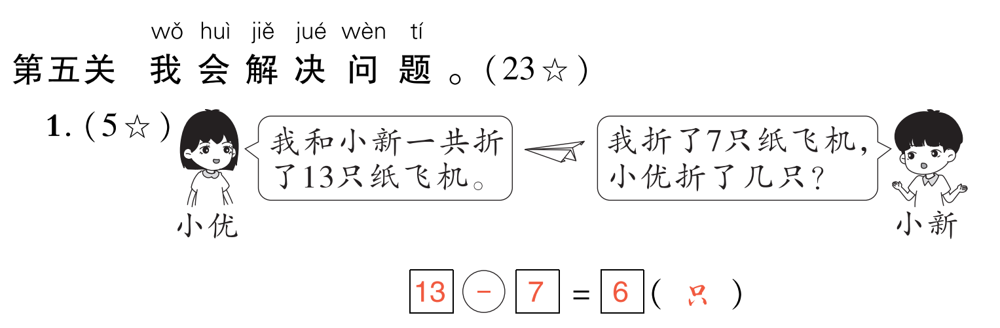 wǒ huì jiě jué wèn tí
第五关 我会解决问题。(23☆)
1.(5☆)
我和小新一共折
了13只纸飞机。
小优
我折了7只纸飞机,
小优折了几只?
小新
13 - 7 = 6 ( 只 )